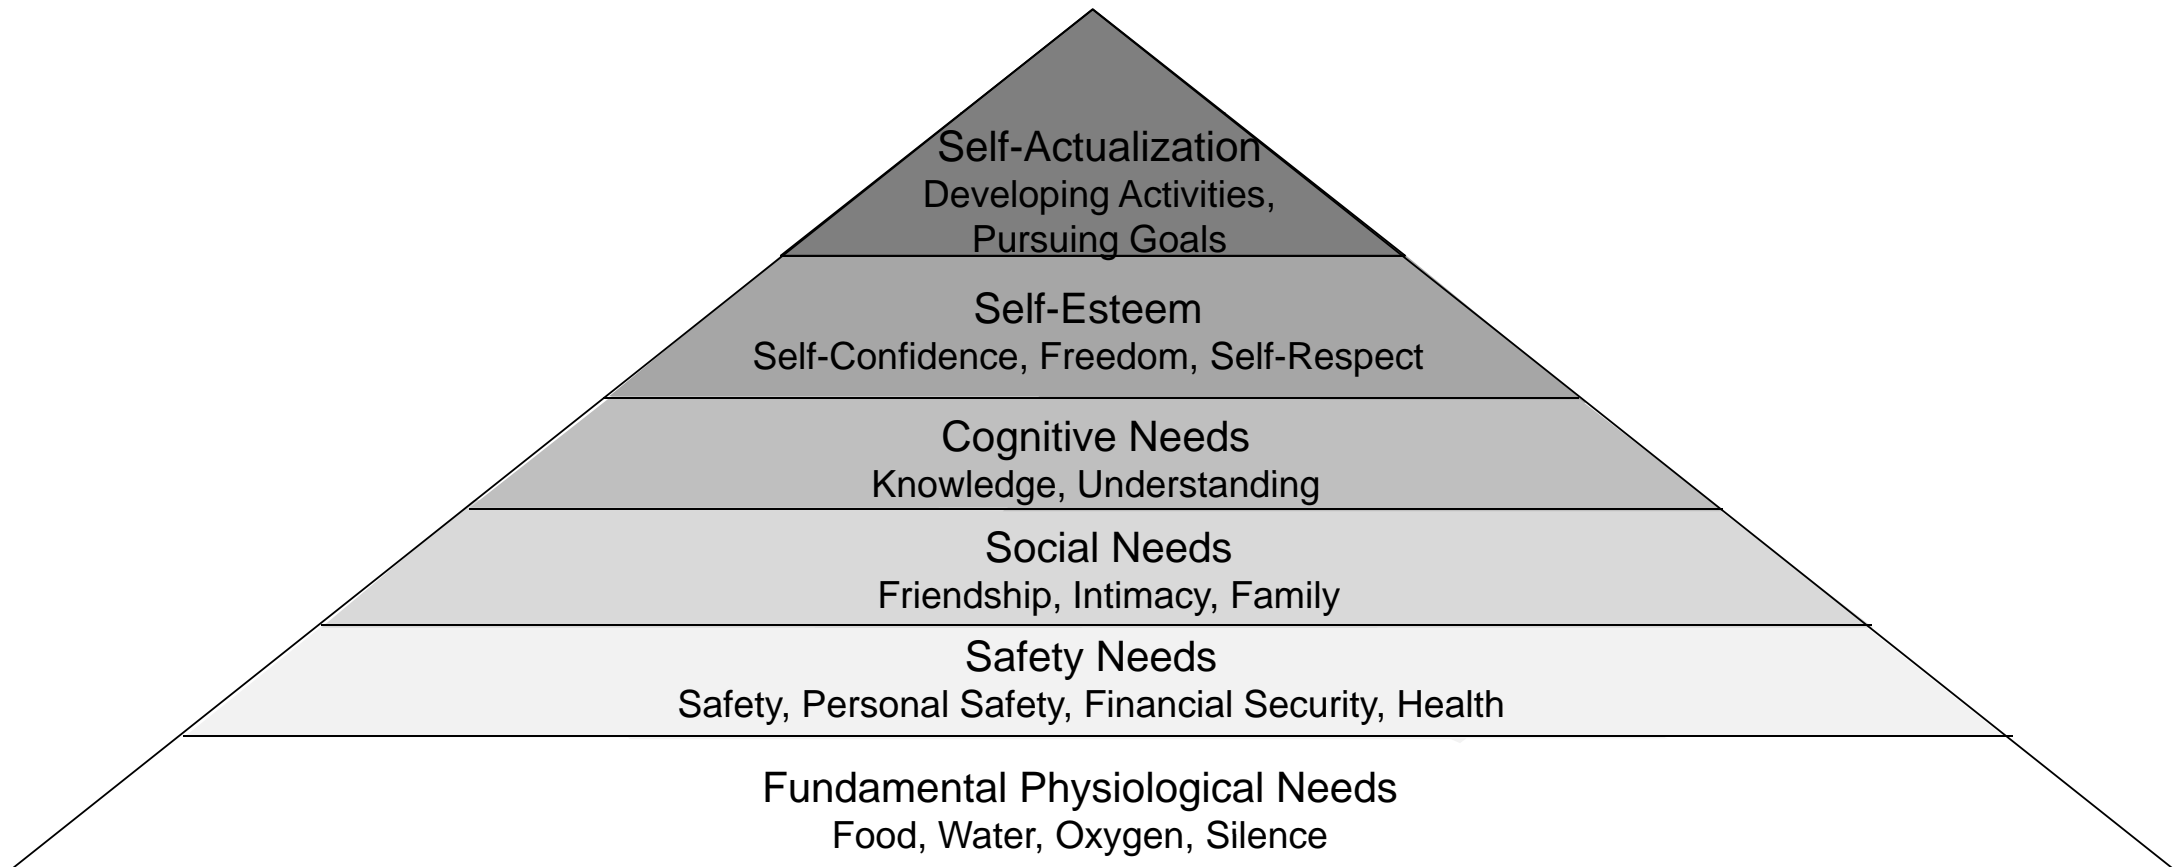 Self-Actualization
Developing Activities,
Pursuing Goals
Self-Esteem
Self-Confidence, Freedom, Self-Respect
Cognitive Needs
Knowledge, Understanding
Social Needs
Friendship, Intimacy, Family
Safety Needs
Safety, Personal Safety, Financial Security, Health
Fundamental Physiological Needs
Food, Water, Oxygen, Silence